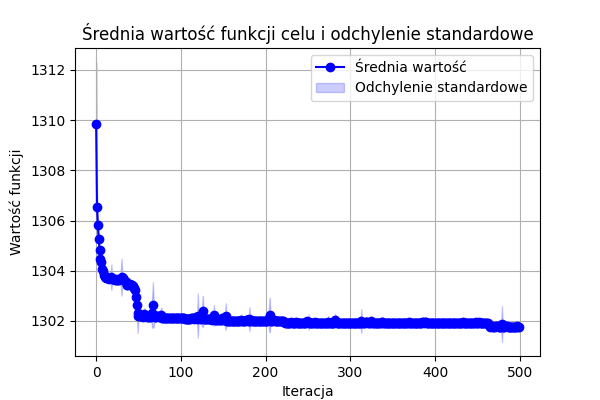 Średnia wartość funkcji celu i odchylenie standardowe
Średnia wartość
Odchylenie standardowe
Wartość funkcji
1312
1310
1308
1306
1304
1302
0 100 200 300 400 500
Iteracja